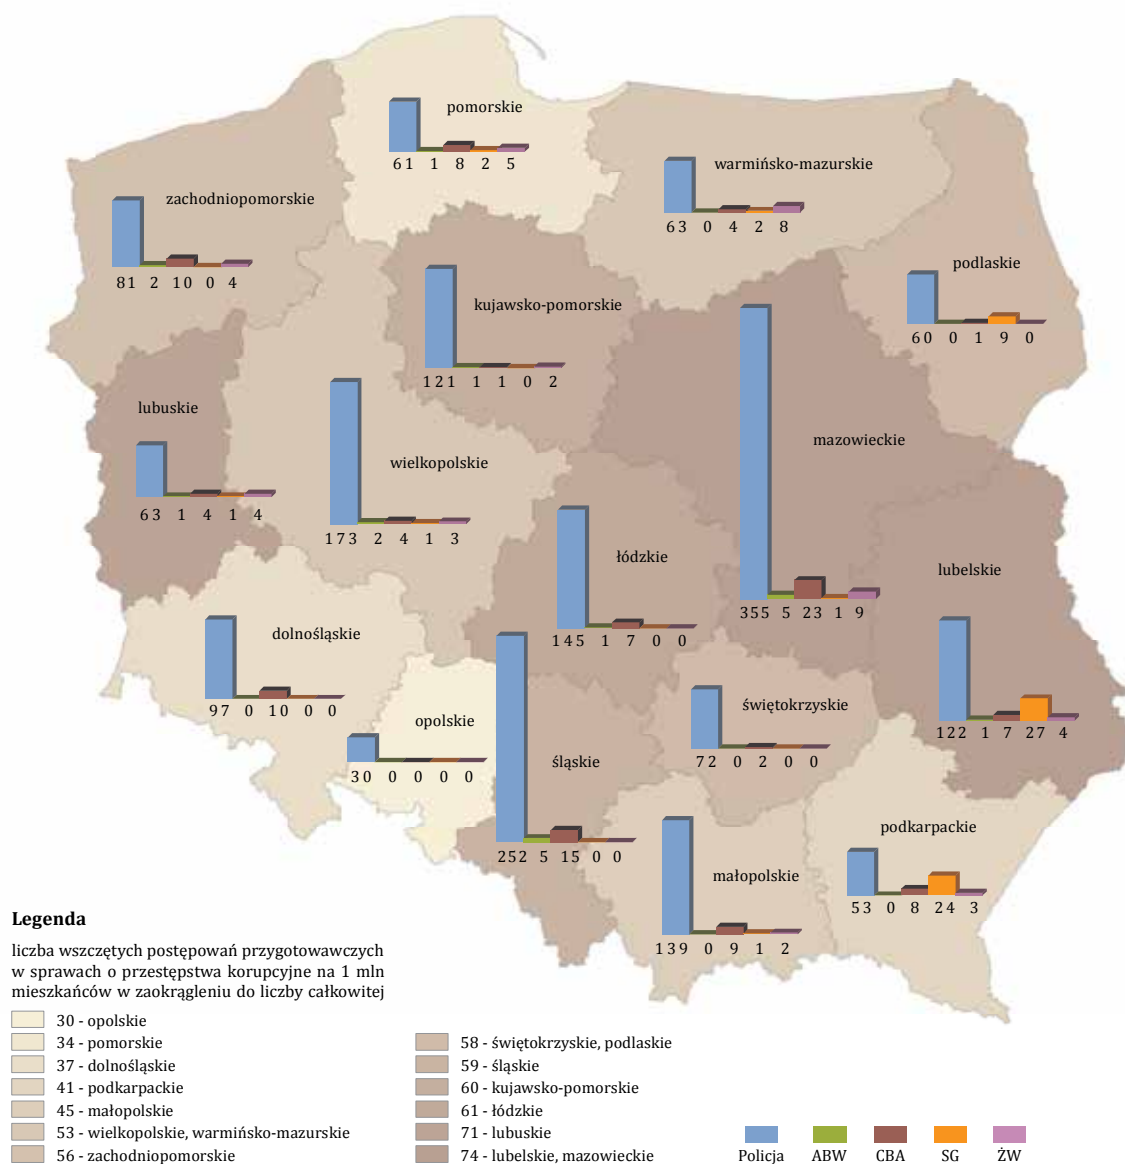 pomorskie
61 1 8 2 5
warmińsko-mazurskie
63 0 4 2 8
zachodniopomorskie
81 2 10 0 4
podlaskie
60 0 1 9 0
kujawsko-pomorskie
121 1 1 0 2
lubuskie
63 1 4 1 4
mazowieckie
355 5 23 1 9
wielkopolskie
173 2 4 1 3
łódzkie
145 1 7 0 0
lubelskie
122 1 7 27 4
dolnośląskie
97 0 10 0 0
opolskie
30 0 0 0 0
śląskie
252 5 15 0 0
świętokrzyskie
72 0 2 0 0
małopolskie
139 0 9 1 2
podkarpackie
53 0 8 24 3
Legenda
liczba wszczętych postępowań przygotowawczych
w sprawach o przestępstwa korupcyjne na 1 mln
mieszkańców w zaokrągleniu do liczby całkowitej
30 - opolskie
34 - pomorskie
37 - dolnośląskie
41 - podkarpackie
45 - małopolskie
53 - wielkopolskie, warmińsko-mazurskie
56 - zachodniopomorskie
58 - świętokrzyskie, podlaskie
59 - śląskie
60 - kujawsko-pomorskie
61 - łódzkie
71 - lubuskie
74 - lubelskie, mazowieckie
Policja ABW CBA SG ŻW